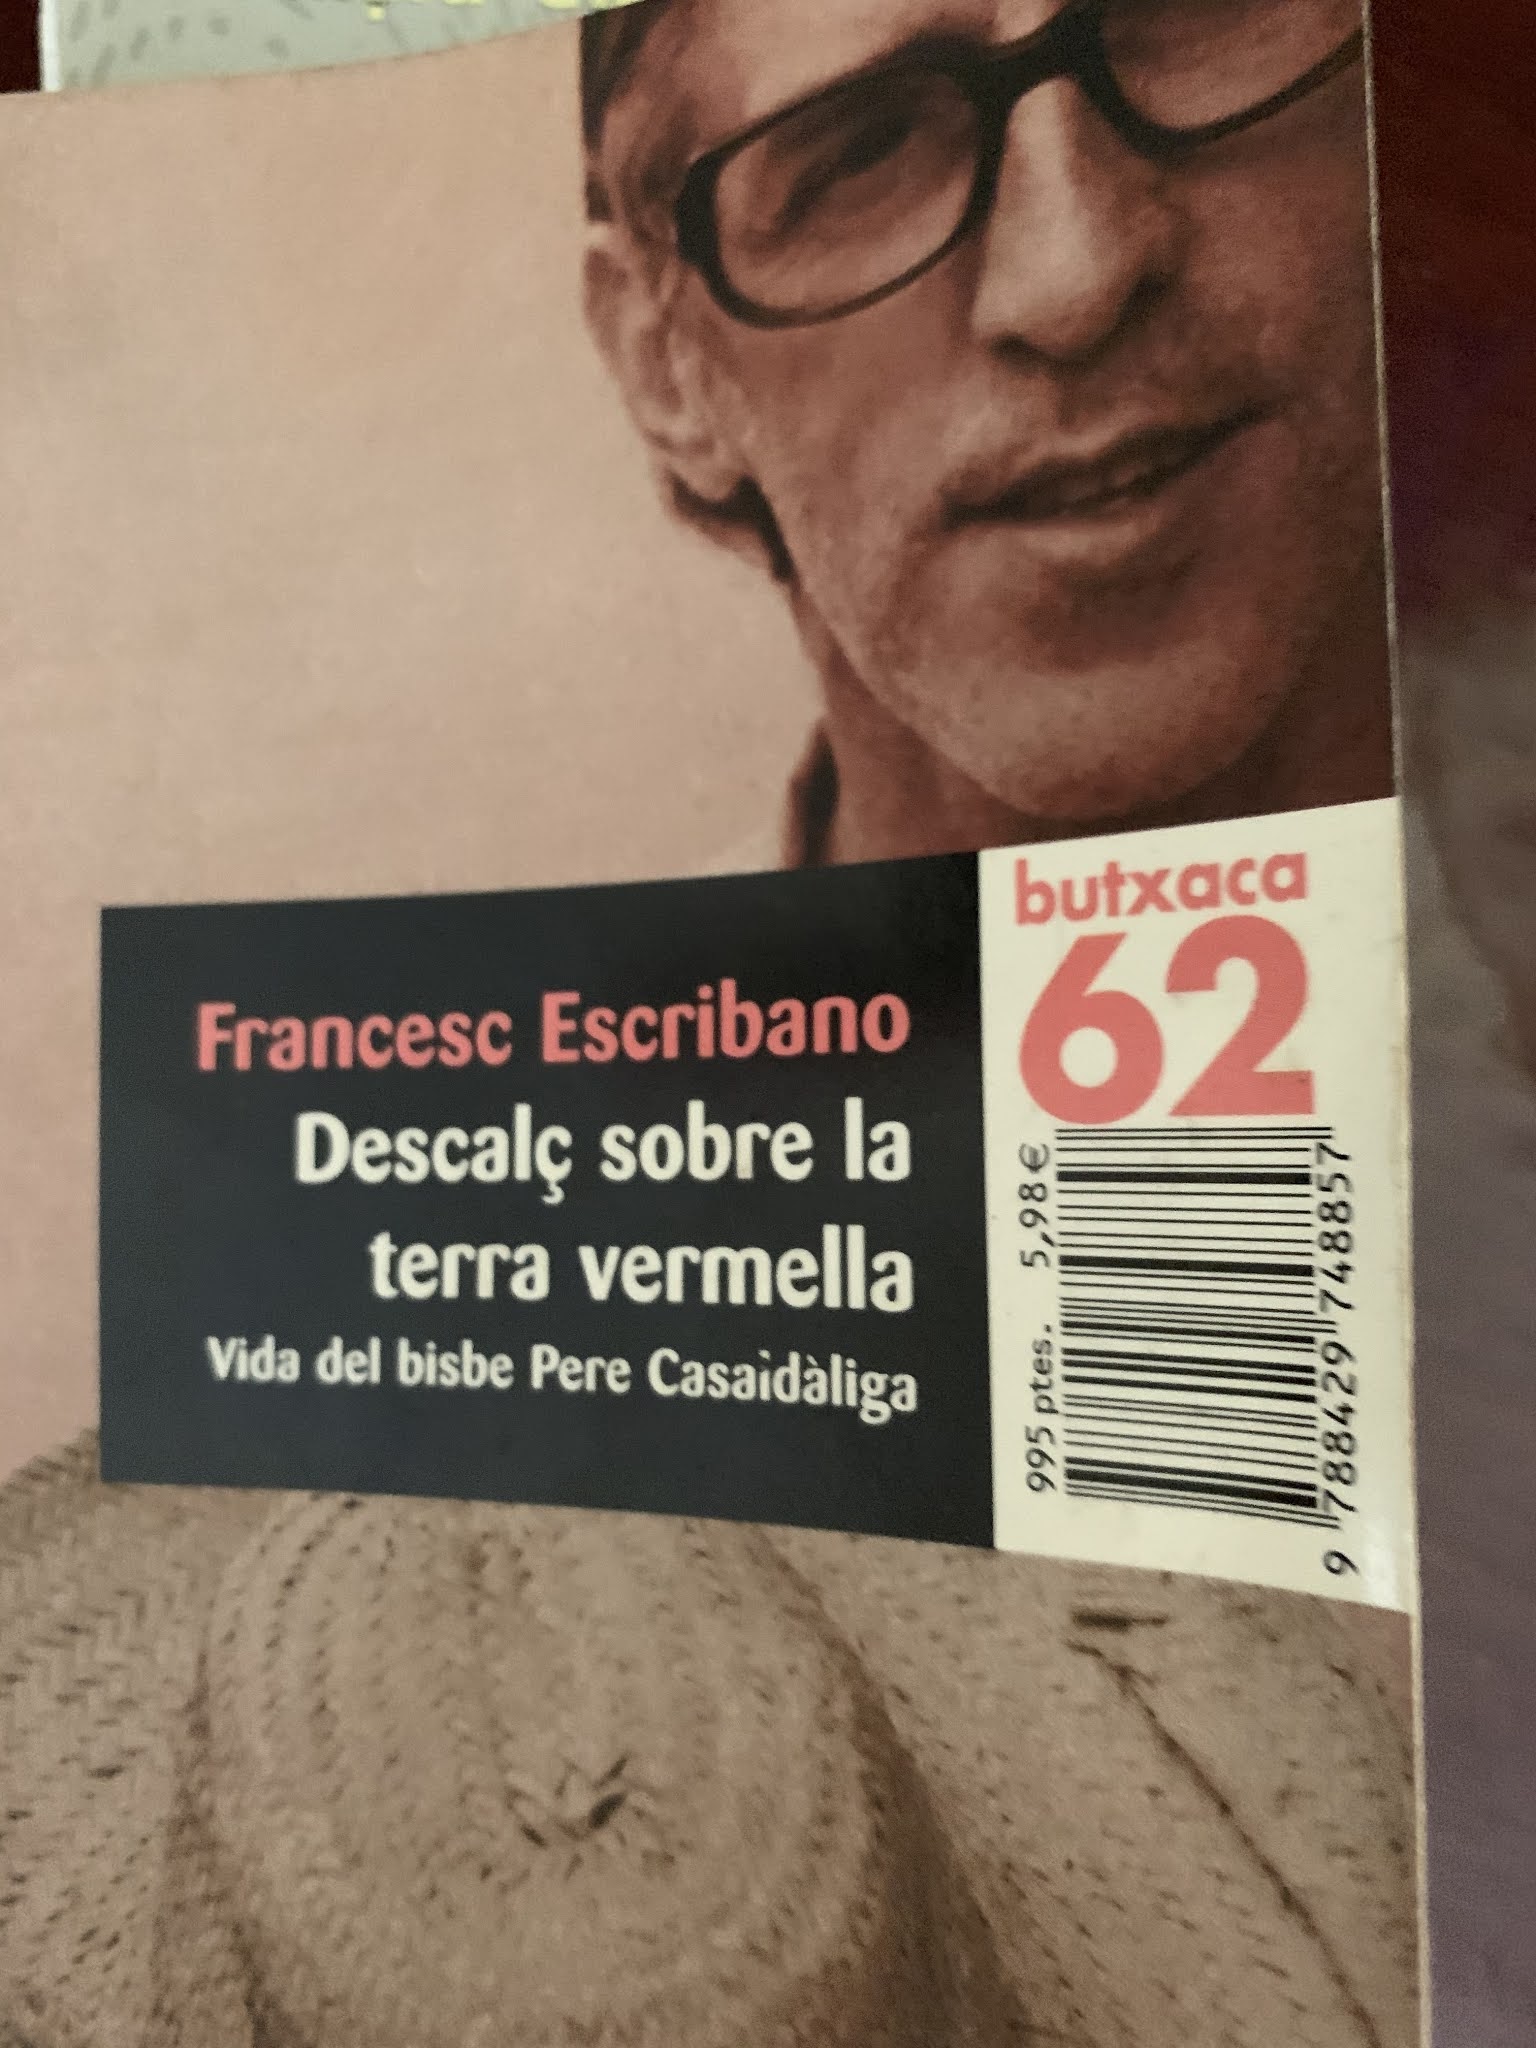 Francesc Escribano
Descalç sobre la
terra vermella
Vida del bisbe Pere Casaldàliga
butxaca
62
995 ptes. 5,98€
9 788429 748857